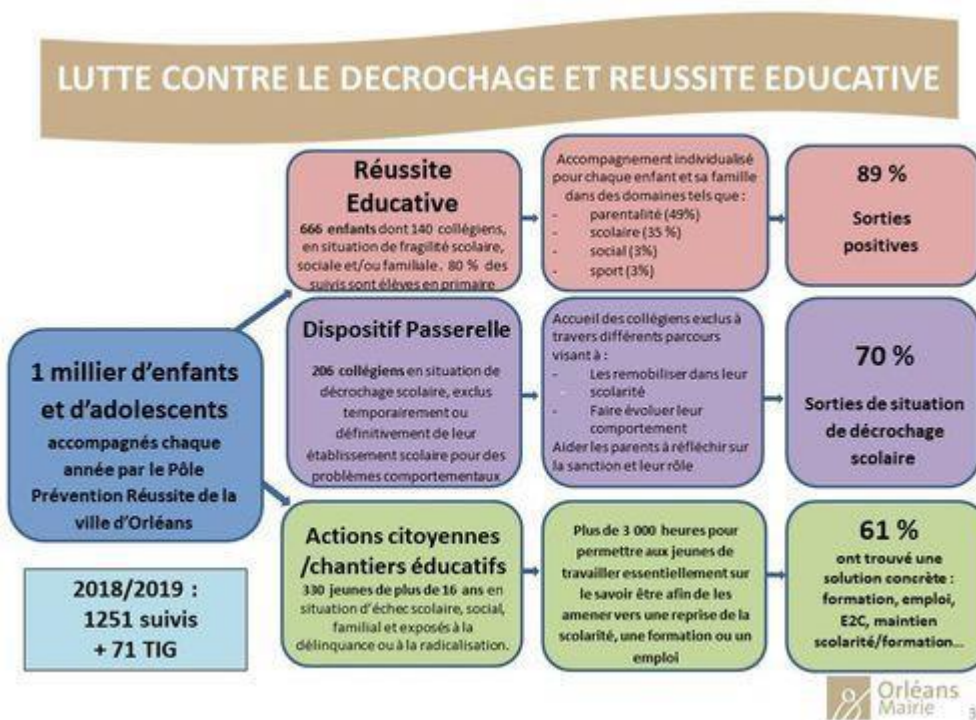 LUTTE CONTRE LE DECROCHAGE ET REUSSITE EDUCATIVE
1 millier d'enfants
et d'adolescents
accompagnés chaque
année par le Pôle
Prévention Réussite de la
ville d'Orléans
2018/2019 :
1251 suivis
+ 71 TIG
Réussite
Educative
666 enfants dont 140 collégiens,
en situation de fragilité scolaire,
sociale et/ou familiale. 80 % des
suivis sont élèves en primaire
Accompagnement individualisé
pour chaque enfant et sa famille
dans des domaines tels que :
- parentalité (49%)
- scolaire (35 %)
- social (3%)
- sport (3%)
89 %
Sorties
positives
Dispositif Passerelle
206 collégiens en situation de
décrochage scolaire, exclus
temporairement ou
définitivement de leur
établissement scolaire pour des
problèmes comportementaux
Accueil des collégiens exclus à
travers différents parcours
visant à :
- Les remobiliser dans leur
scolarité
- Faire évoluer leur
comportement
Aider les parents à réfléchir sur
la sanction et leur rôle
70 %
Sorties de situation
de décrochage
scolaire
Actions citoyennes
/chantiers éducatifs
330 jeunes de plus de 16 ans en
situation d'échec scolaire, social,
familial et exposés à la
délinquance ou à la radicalisation.
Plus de 3 000 heures pour
permettre aux jeunes de
travailler essentiellement sur
le savoir être afin de les
amener vers une reprise de la
scolarité, une formation ou un
emploi
61 %
ont trouvé une
solution concrète :
formation, emploi,
E2C, maintien
scolarité/formation...
Orléans
Mairie
3